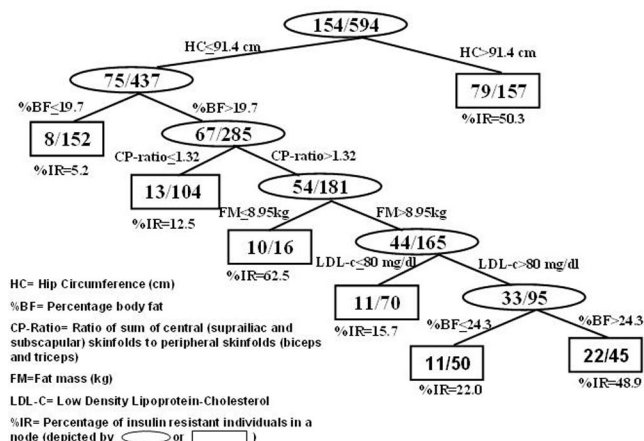 154/594
HC≤91.4 cm
HC>91.4 cm
75/437
79/157
%IR=50.3
%BF≤19.7
%BF>19.7
8/152
%IR=5.2
67/285
CP-ratio≤1.32
CP-ratio>1.32
13/104
%IR=12.5
54/181
FM≤8.95kg
FM>8.95kg
10/16
%IR=62.5
44/165
LDL-c≤80 mg/dl
LDL-c>80 mg/dl
11/70
%IR=15.7
33/95
%BF≤24.3
%BF>24.3
11/50
%IR=22.0
22/45
%IR=48.9
HC= Hip Circumference (cm)
%BF= Percentage body fat
CP-Ratio= Ratio of sum of central (suprailiac and
subscapular) skinfolds to peripheral skinfolds (biceps
and triceps)
FM=Fat mass (kg)
LDL-C= Low Density Lipoprotein-Cholesterol
%IR= Percentage of insulin resistant individuals in a
node (depicted by or )